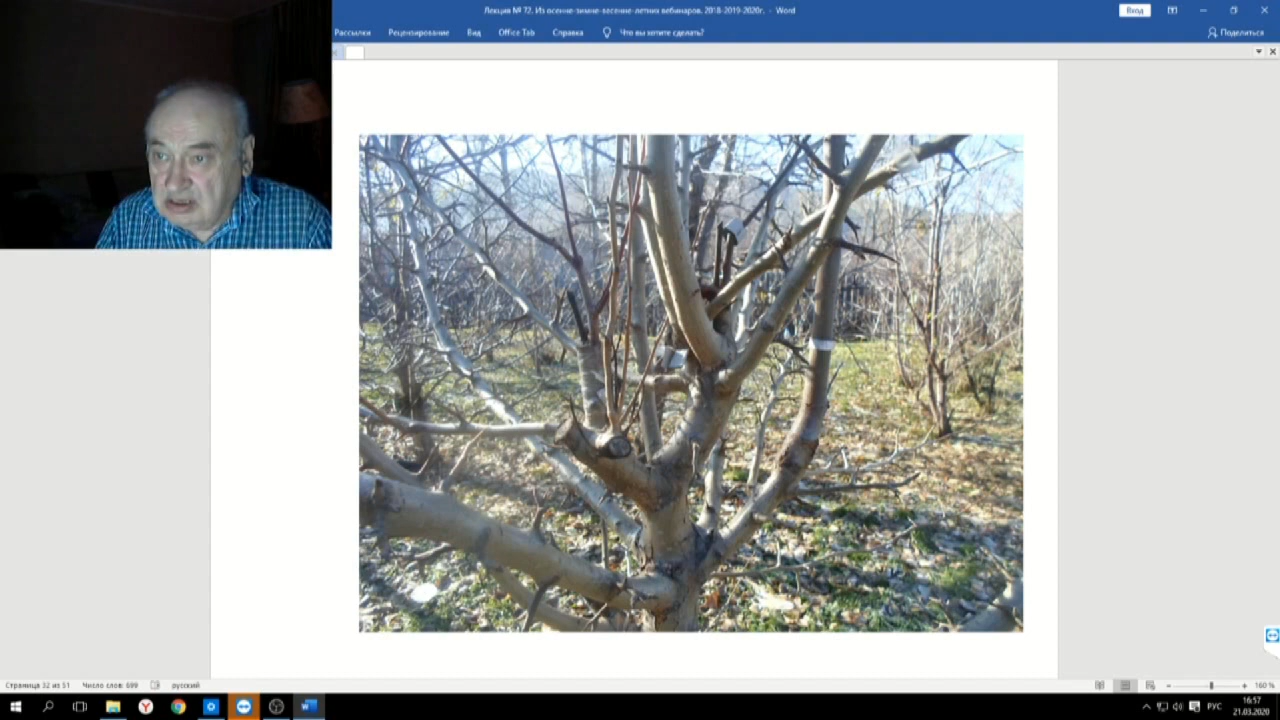 Лекция № 72. Из осенне-зимне-весенне-летних вебинаров. 2018-2019-2020г. - Word
Вход
Рассылки Рецензирование Вид Office Tab Справка Что вы хотите сделать? Поделиться
Страница 32 из 51 Число слов: 699 русский 160 %
16:57
РУС
21.03.2020